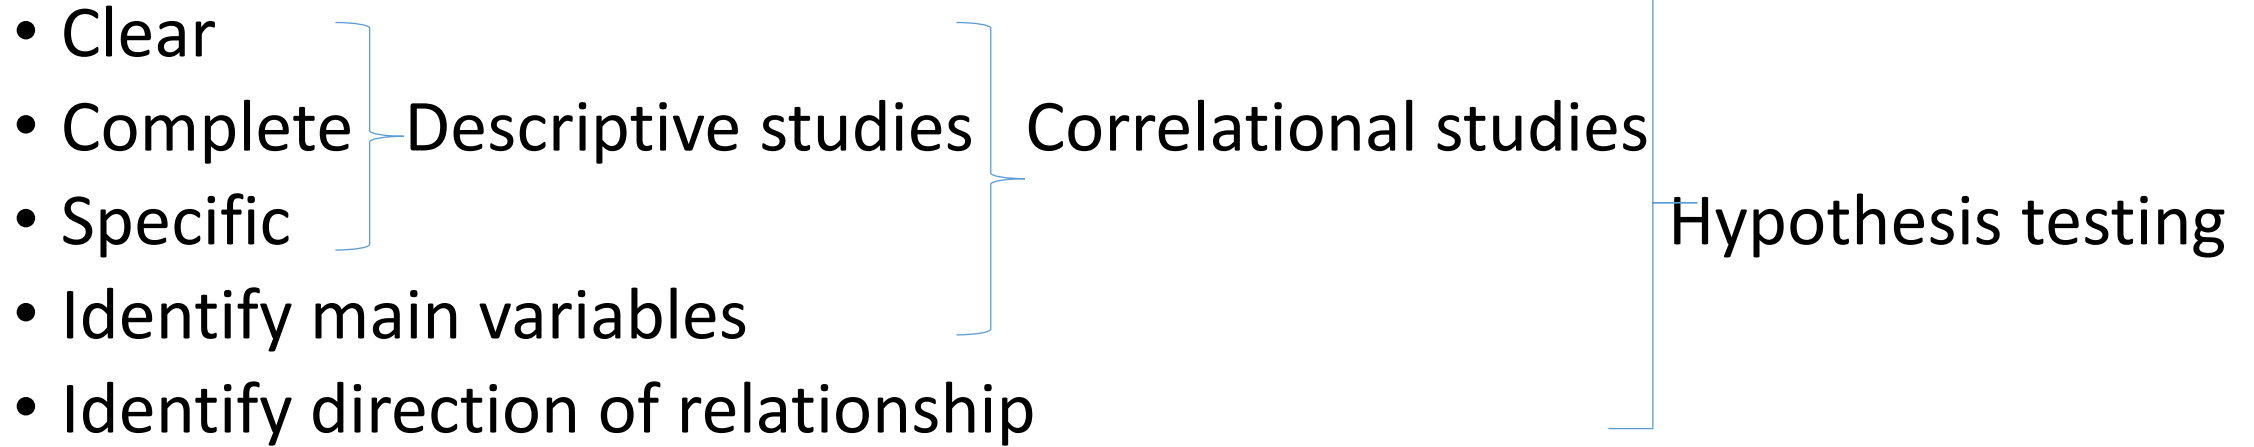 • Clear
• Complete Descriptive studies Correlational studies
• Specific Hypothesis testing
• Identify main variables
• Identify direction of relationship